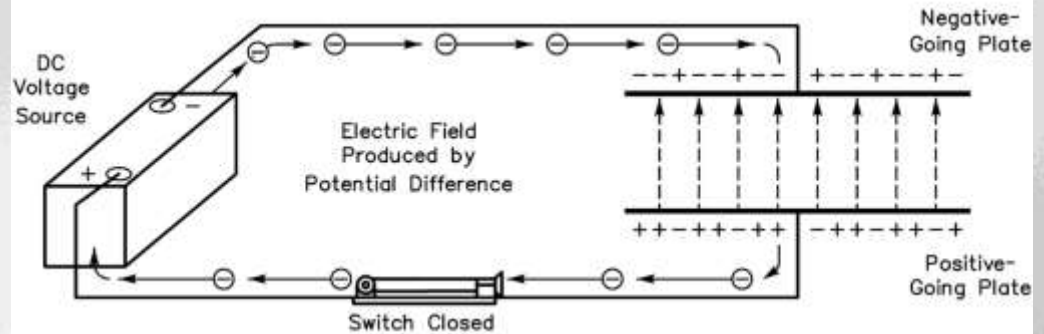 Negative-
Going Plate
DC
Voltage
Source
Electric Field
Produced by
Potential Difference
Positive-
Going Plate
Switch Closed